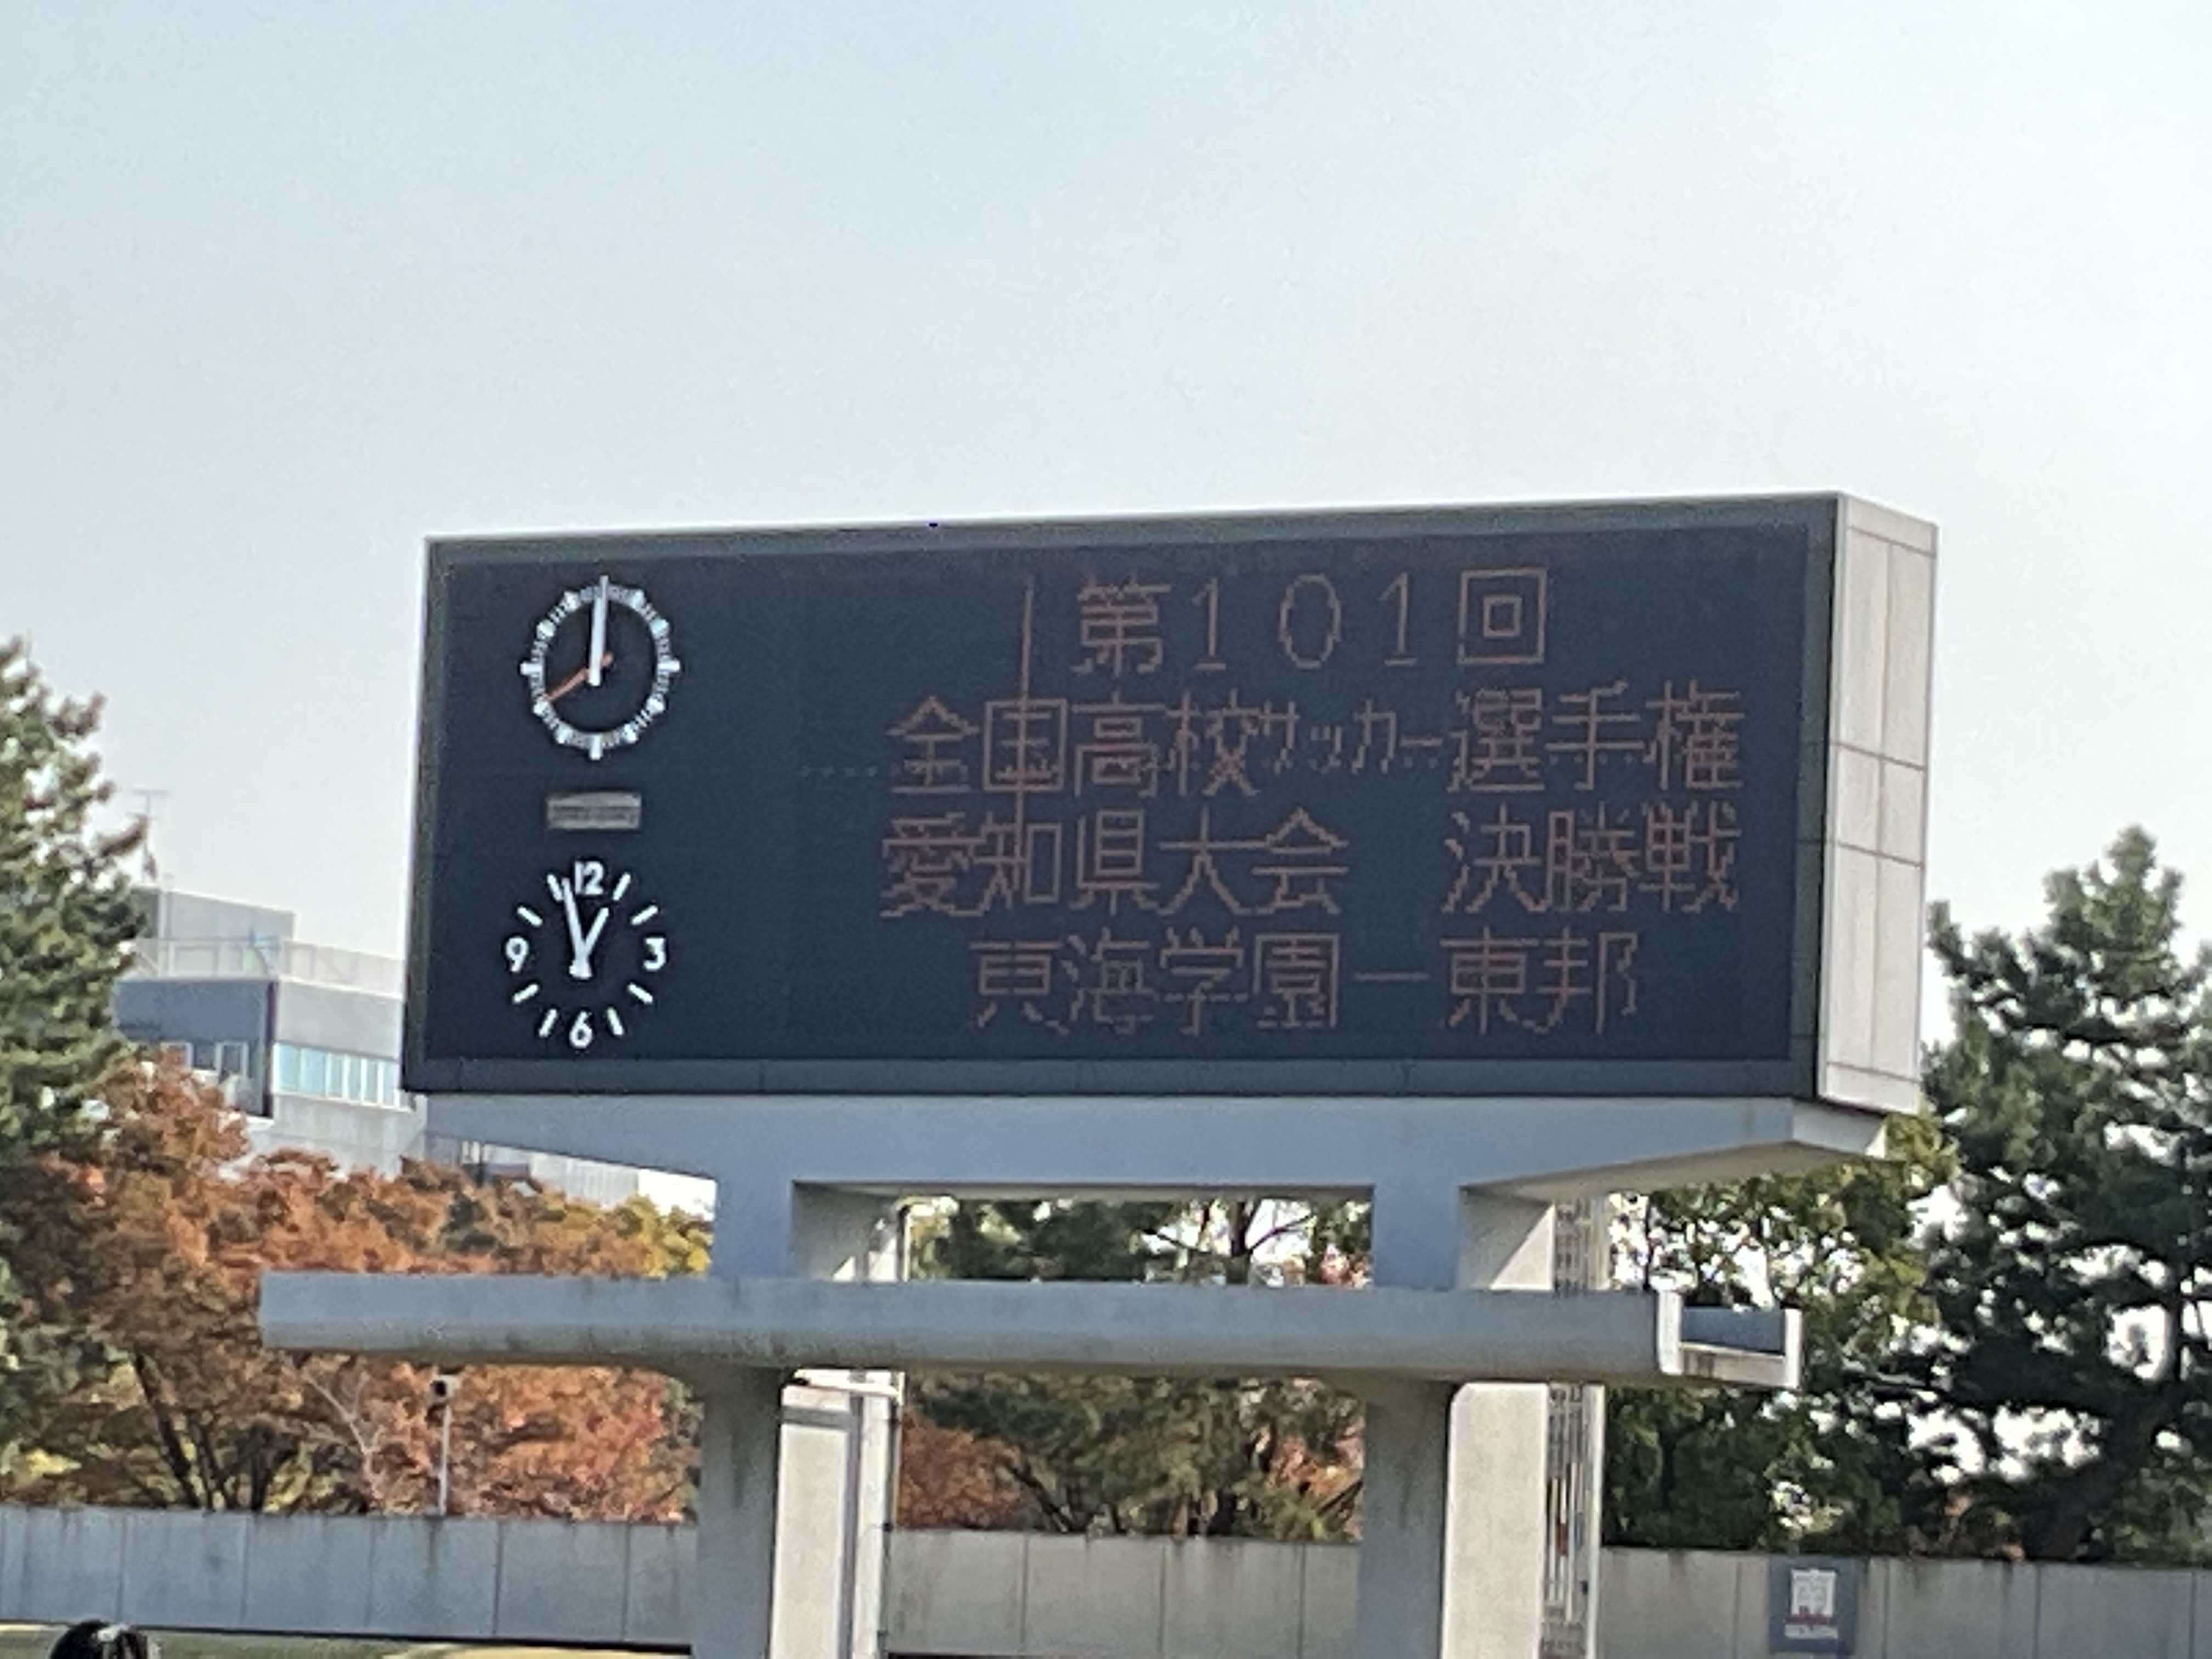 12
9 3
6
第101回
全国高校サッカー選手権
愛知県大会 決勝戦
東海学園ー東邦